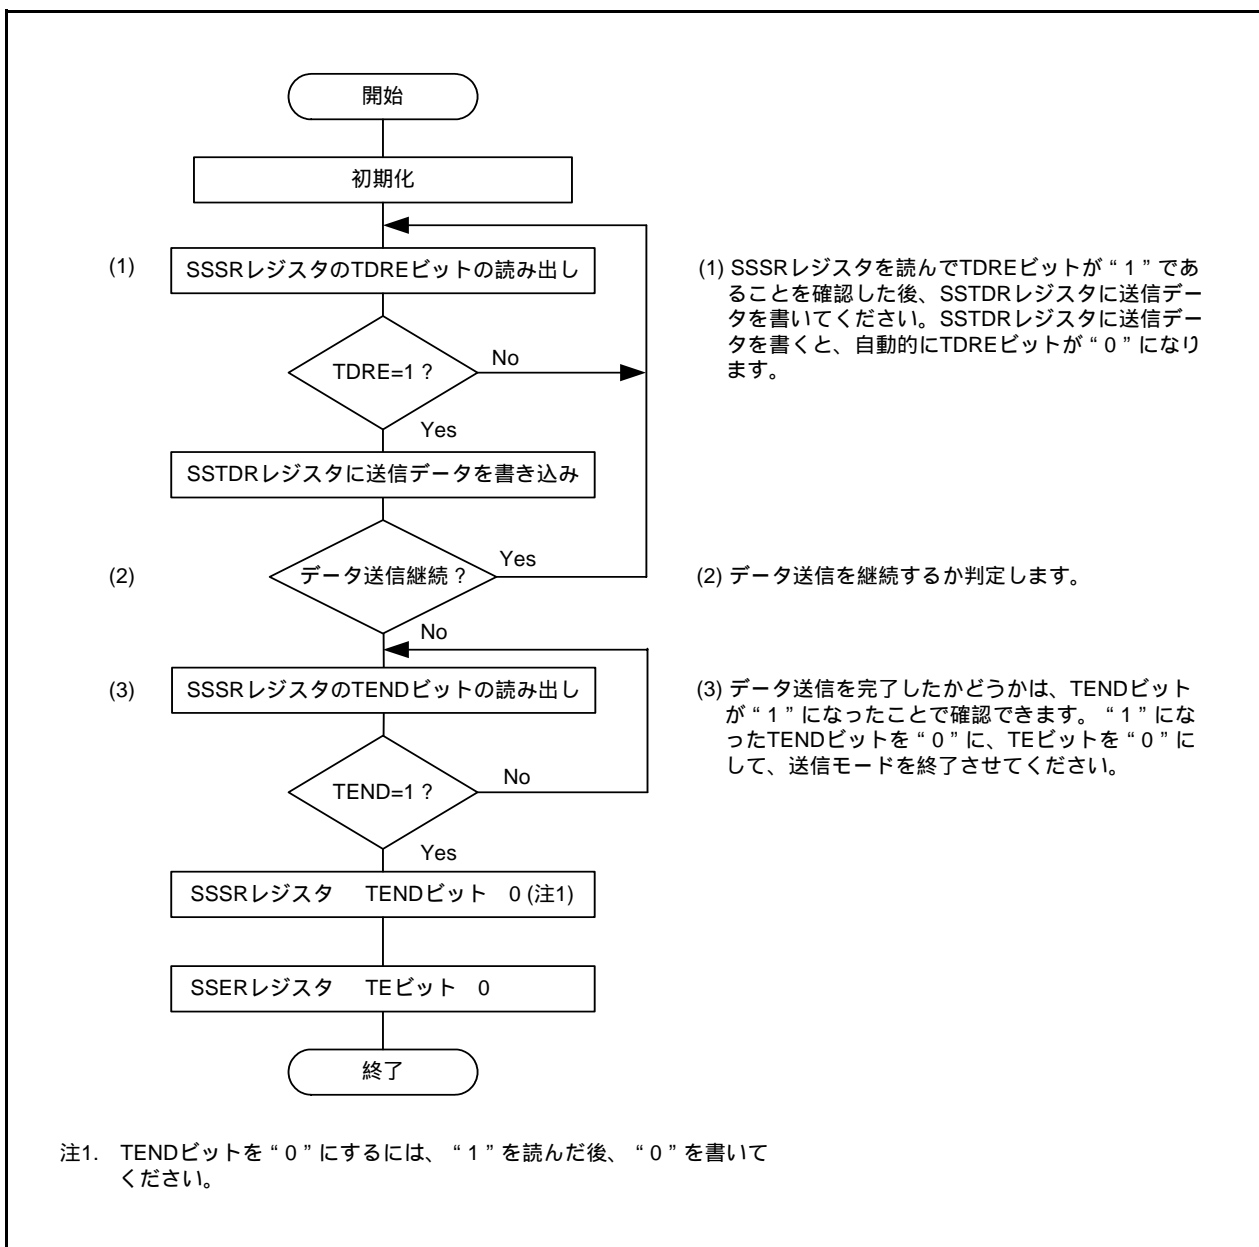 開始
初期化
(1)
SSSRレジスタのTDREビットの読み出し
TDRE=1 ?
No
Yes
SSTDRレジスタに送信データを書き込み
(2)
データ送信継続 ?
Yes
No
(3)
SSSRレジスタのTENDビットの読み出し
TEND=1 ?
No
Yes
SSSRレジスタ TENDビット 0 (注1)
SSERレジスタ TEビット 0
終了
(1) SSSRレジスタを読んでTDREビットが“1”であ
ることを確認した後、SSTDRレジスタに送信デー
タを書いてください。SSTDRレジスタに送信デー
タを書くと、自動的にTDREビットが“0”になり
ます。
(2) データ送信を継続するか判定します。
(3) データ送信を完了したかどうかは、TENDビット
が“1”になったことで確認できます。“1”にな
ったTENDビットを“0”に、TEビットを“0”に
して、送信モードを終了させてください。
注1. TENDビットを“0”にするには、“1”を読んだ後、“0”を書いて
ください。